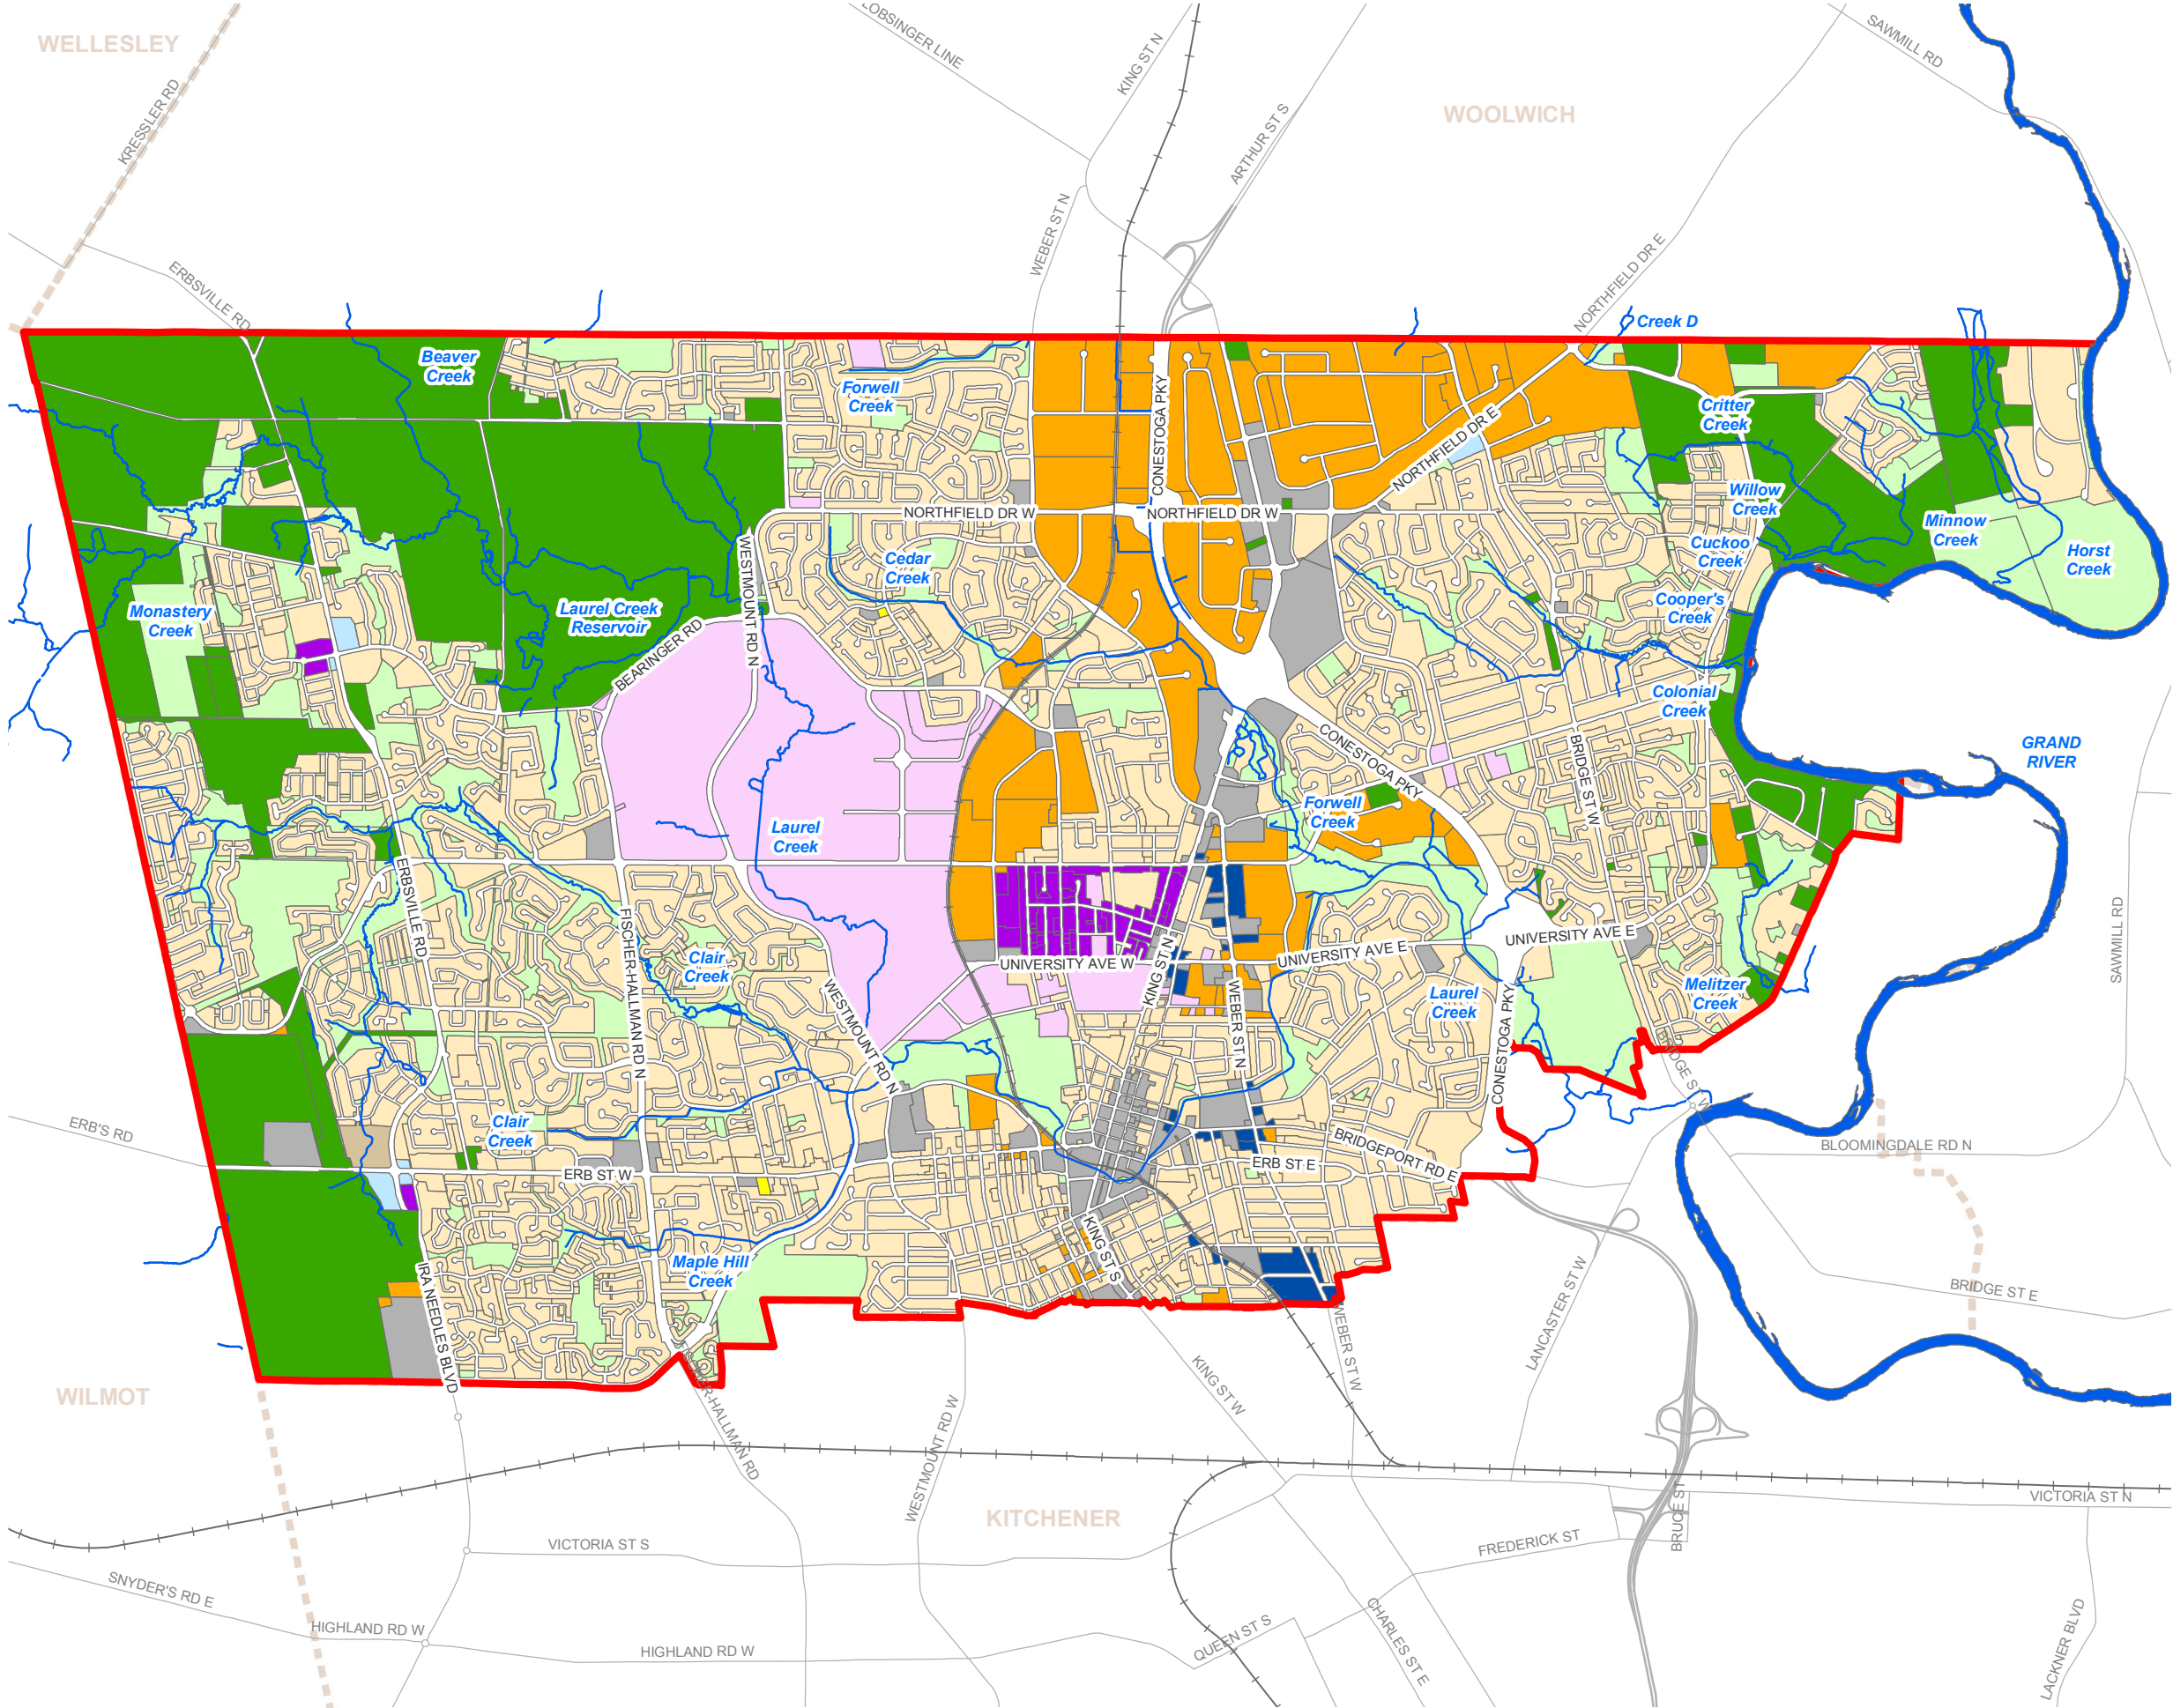 LOBSINGER LINE
KING ST N
SAWMILL RD
WELLESLEY
KRESSLER RD
WOOLWICH
ARTHUR ST S
WEBER ST N
ERBSVILLE RD
NORTHFIELD DR E
Creek D
Beaver
Creek
Forwell
Creek
CONESTOGA PKY
Critter
Creek
NORTHFIELD DR E
Willow
Creek
NORTHFIELD DR W
NORTHFIELD DR W
Minnow
Creek
Cuckoo
Creek
Horst
Creek
Cedar
Creek
WESTMOUNT RD N
Monastery
Creek
Laurel Creek
Reservoir
Cooper's
Creek
BEARINGER RD
Colonial
Creek
CONESTOGA PKY
BRIDGE ST W
GRAND
RIVER
Forwell
Creek
Laurel
Creek
ERBSVILLE RD
FISCHER-HALLMAN RD N
SAWMILL RD
UNIVERSITY AVE E
UNIVERSITY AVE E
UNIVERSITY AVE W
KING ST N
Clair
Creek
WESTMOUNT RD N
WEBER ST N
Laurel
Creek
CONESTOGA PKY
Melitzer
Creek
BRIDGE ST W
ERB'S RD
Clair
Creek
BRIDGEPORT RD E
BLOOMINGDALE RD N
ERB ST W
ERB ST E
KING ST S
Maple Hill
Creek
IRA NEEDLES BLVD
BRIDGE ST E
LANCASTER ST W
WEBER ST W
WILMOT
FISCHER-HALLMAN RD
WESTMOUNT RD W
KING ST W
KITCHENER
VICTORIA ST N
BRUCE ST
VICTORIA ST S
FREDERICK ST
SNYDER'S RD E
HIGHLAND RD W
HIGHLAND RD W
QUEEN ST S
CHARLES ST E
LACKNER BLVD